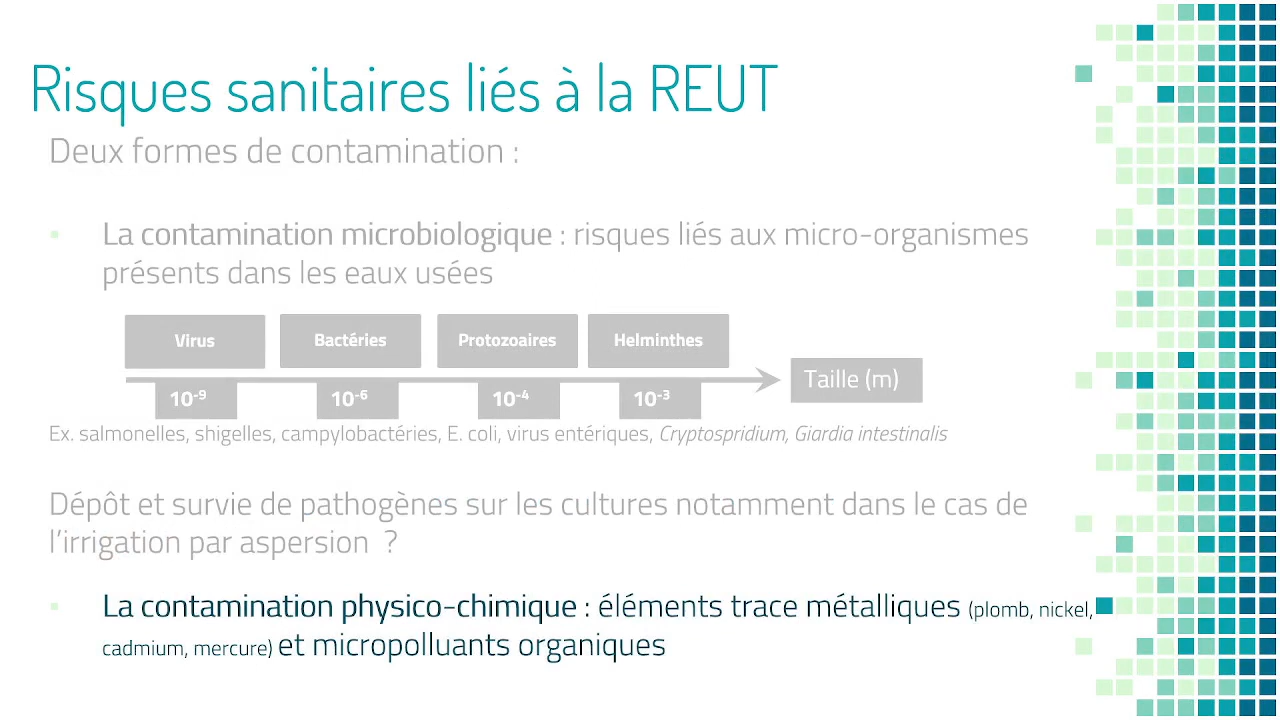 Risques sanitaires liés à la REUT
Deux formes de contamination :
La contamination microbiologique : risques liés aux micro-organismes
présents dans les eaux usées
Virus Bactéries Protozoaires Helminthes
Taille (m)
10⁻⁹ 10⁻⁶ 10⁻⁴ 10⁻³
Ex. salmonelles, shigelles, campylobactéries, E. coli, virus entériques, Cryptospridium, Giardia intestinalis
Dépôt et survie de pathogènes sur les cultures notamment dans le cas de
l'irrigation par aspersion ?
La contamination physico-chimique : éléments trace métalliques (plomb, nickel,
cadmium, mercure) et micropolluants organiques